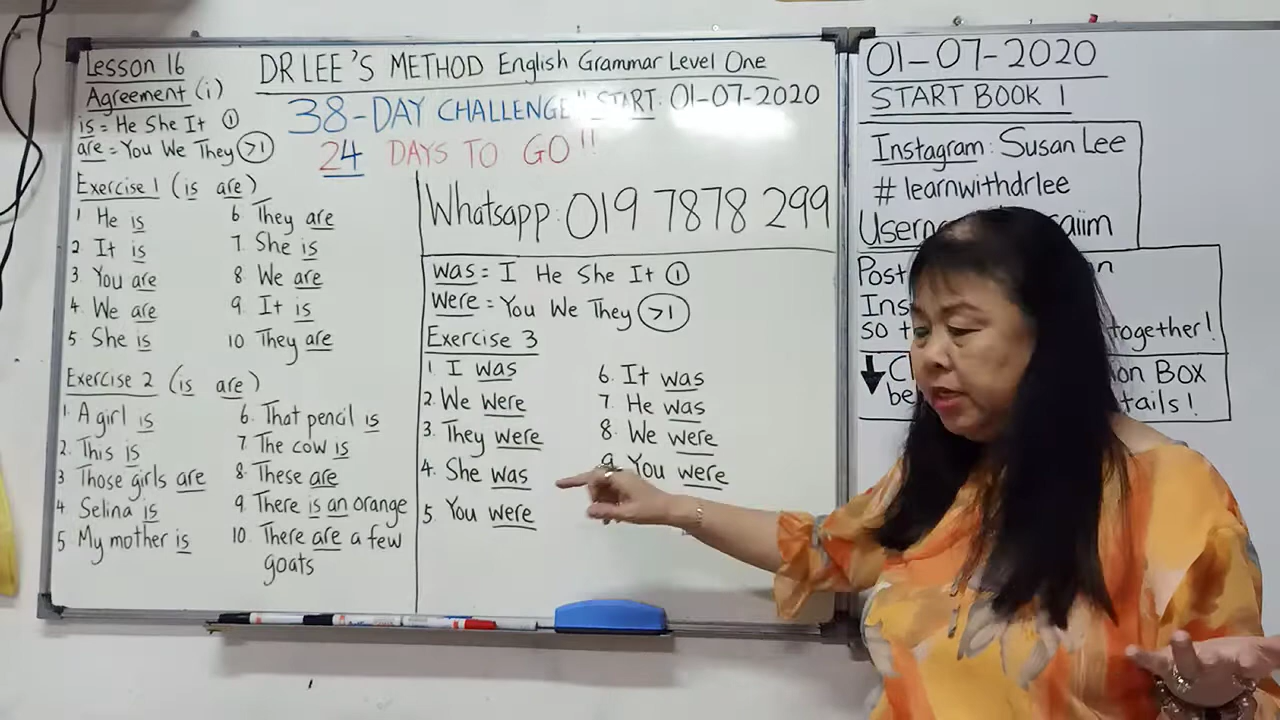 Lesson 16
Agreement (i)
is = He She It ①
are = You We They >1
DR LEE'S METHOD English Grammar Level One
38-DAY CHALLENGE" START: 01-07-2020
24 DAYS TO GO!!
Exercise 1 (is are)
1 He is
2 It is
3. You are
4. We are
5 She is
6 They are
7. She is
8 We are
9. It is
10 They are
Exercise 2 (is are)
1. A girl is
2. This is
3 Those girls are
4 Selina is
5 My mother is
6. That pencil is
7. The cow is
8 These are
9. There is an orange
10. There are a few
goats
Whatsapp: 019 7878 299
was = I He She It ①
were = You We They >1
Exercise 3
1. I was
2. We were
3. They were
4. She was
5. You were
6. It was
7. He was
8. We were
9 You were
01-07-2020
START BOOK 1
Instagram: Susan Lee
# learnwithdrlee
together!
Box